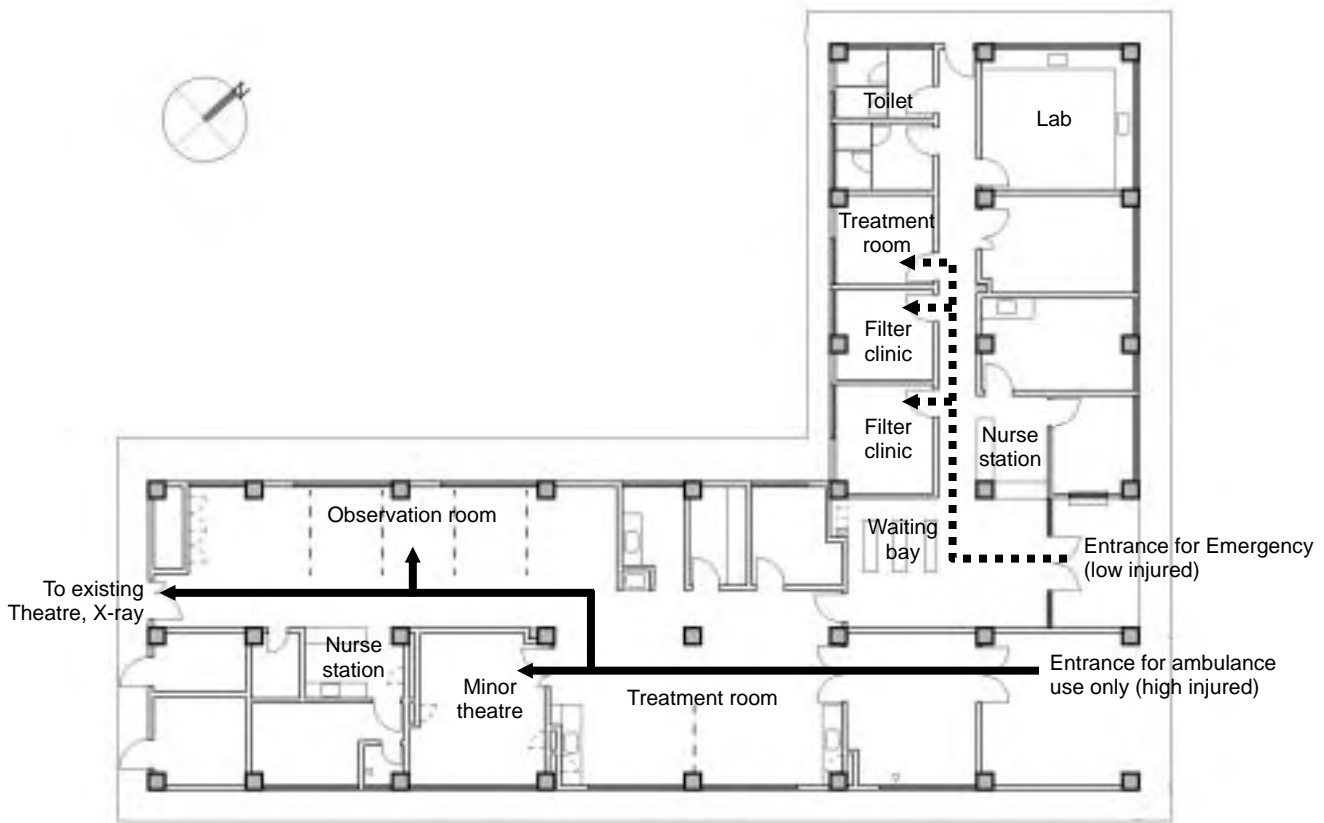 N
Toilet
Lab
Treatment
room
Filter
clinic
Filter
clinic
Nurse
station
Observation room
Waiting
bay
Entrance for Emergency
(low injured)
To existing
Theatre, X-ray
Nurse
station
Minor
theatre
Treatment room
Entrance for ambulance
use only (high injured)